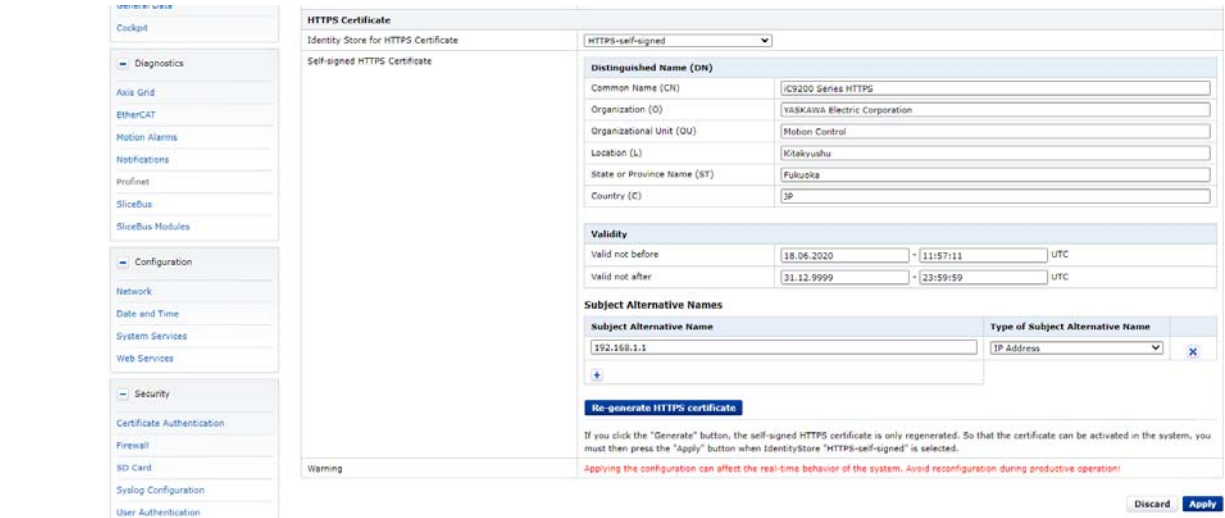 General Data
Cockpit
Diagnostics
Axis Grid
EtherCAT
Motion Alarms
Notifications
Profinet
SliceBus
SliceBus Modules
Configuration
Network
Date and Time
System Services
Web Services
Security
Certificate Authentication
Firewall
SD Card
Syslog Configuration
User Authentication
HTTPS Certificate
Identity Store for HTTPS Certificate
HTTPS-self-signed
Self-signed HTTPS Certificate
Distinguished Name (DN)
Common Name (CN) iC9200 Series HTTPS
Organization (O) YASKAWA Electric Corporation
Organizational Unit (OU) Motion Control
Location (L) Kitakyushu
State or Province Name (ST) Fukuoka
Country (C) JP
Validity
Valid not before 18.06.2020 - 11:57:11 UTC
Valid not after 31.12.9999 - 23:59:59 UTC
Subject Alternative Names
Subject Alternative Name Type of Subject Alternative Name
192.168.1.1 IP Address
Re-generate HTTPS certificate
If you click the "Generate" button, the self-signed HTTPS certificate is only regenerated. So that the certificate can be activated in the system, you
must then press the "Apply" button when IdentityStore "HTTPS-self-signed" is selected.
Warning Applying the configuration can affect the real-time behavior of the system. Avoid reconfiguration during productive operation!
Discard Apply